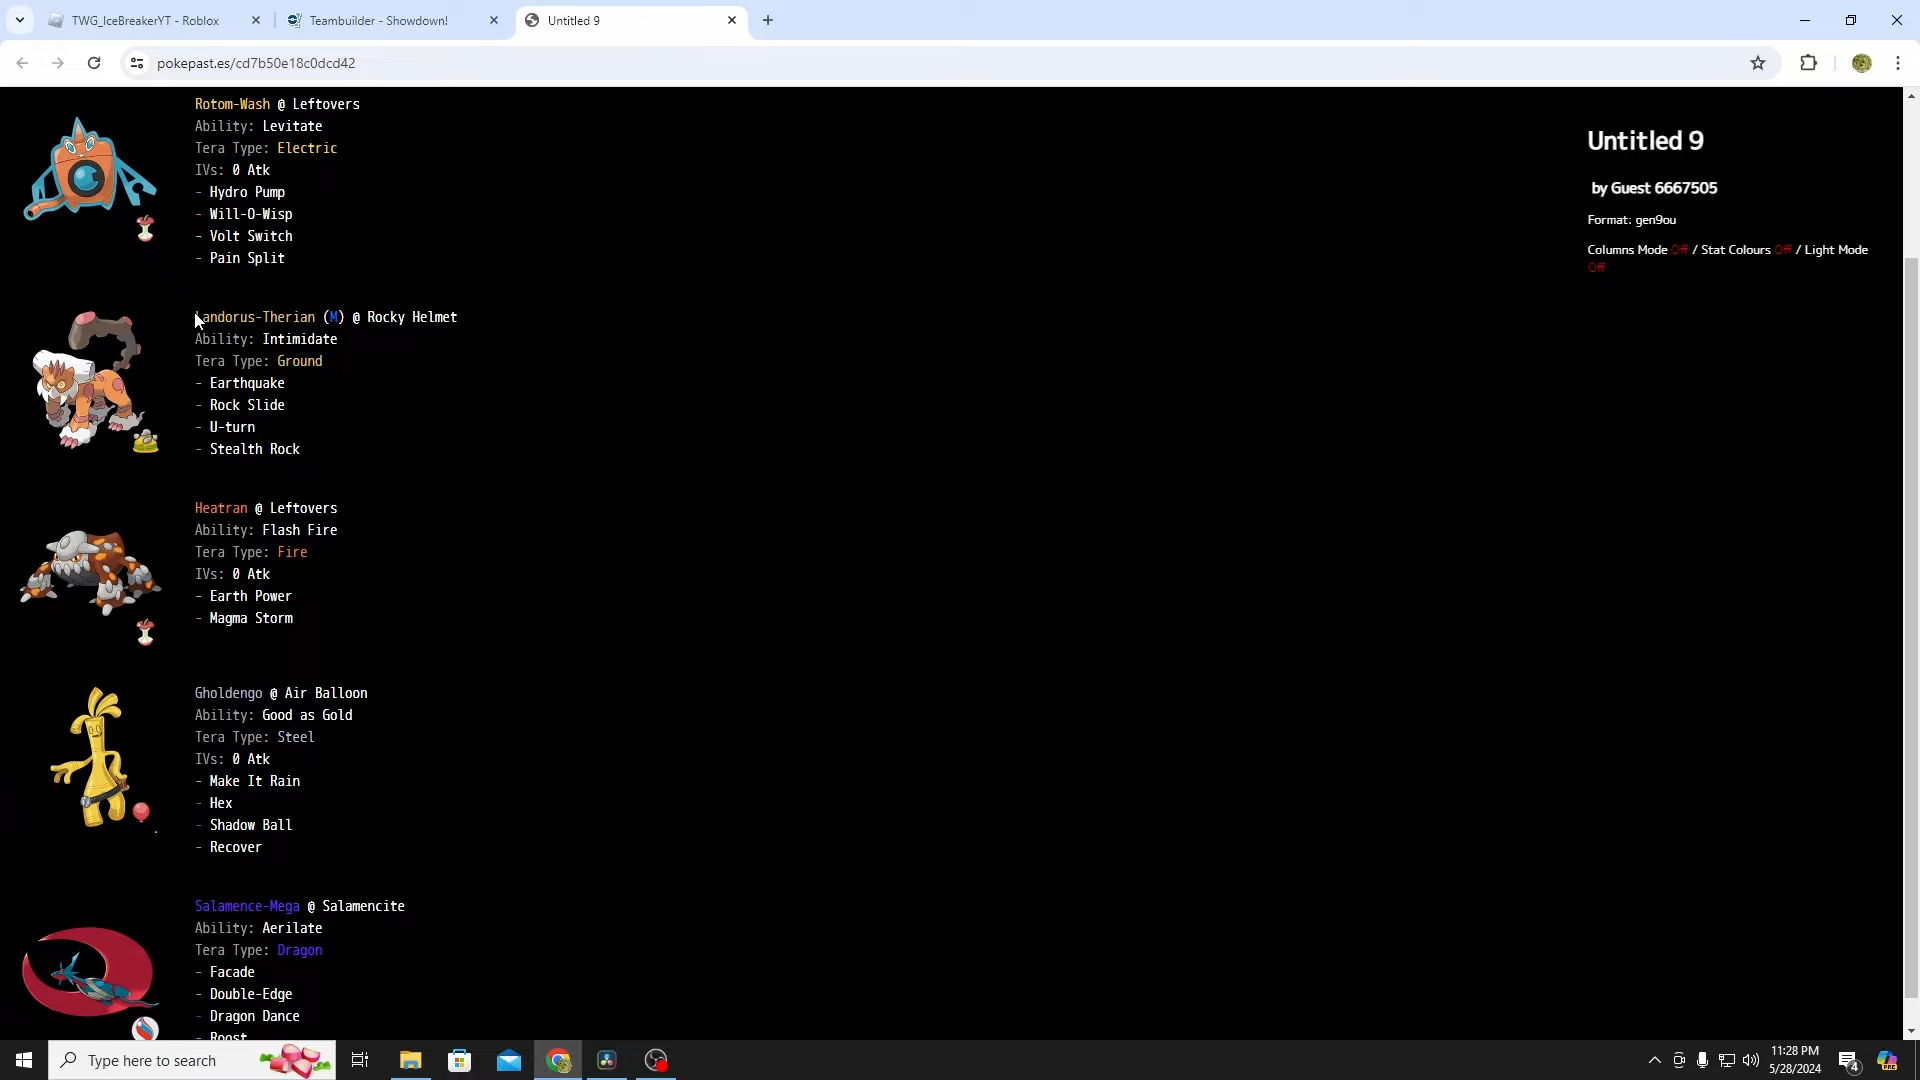 TWG_IceBreakerYT - Roblox
Teambuilder - Showdown!
Untitled 9
pokepast.es/cd7b50e18c0dcd42
Rotom-Wash @ Leftovers
Ability: Levitate
Tera Type: Electric
IVs: 0 Atk
- Hydro Pump
- Will-O-Wisp
- Volt Switch
- Pain Split
Landorus-Therian (M) @ Rocky Helmet
Ability: Intimidate
Tera Type: Ground
- Earthquake
- Rock Slide
- U-turn
- Stealth Rock
Heatran @ Leftovers
Ability: Flash Fire
Tera Type: Fire
IVs: 0 Atk
- Earth Power
- Magma Storm
Gholdengo @ Air Balloon
Ability: Good as Gold
Tera Type: Steel
IVs: 0 Atk
- Make It Rain
- Hex
- Shadow Ball
- Recover
Salamence-Mega @ Salamencite
Ability: Aerilate
Tera Type: Dragon
- Facade
- Double-Edge
- Dragon Dance
- Roost
Untitled 9
by Guest 6667505
Format: gen9ou
Columns Mode Off / Stat Colours Off / Light Mode
Off
Type here to search
11:28 PM
5/28/2024
4
PRE